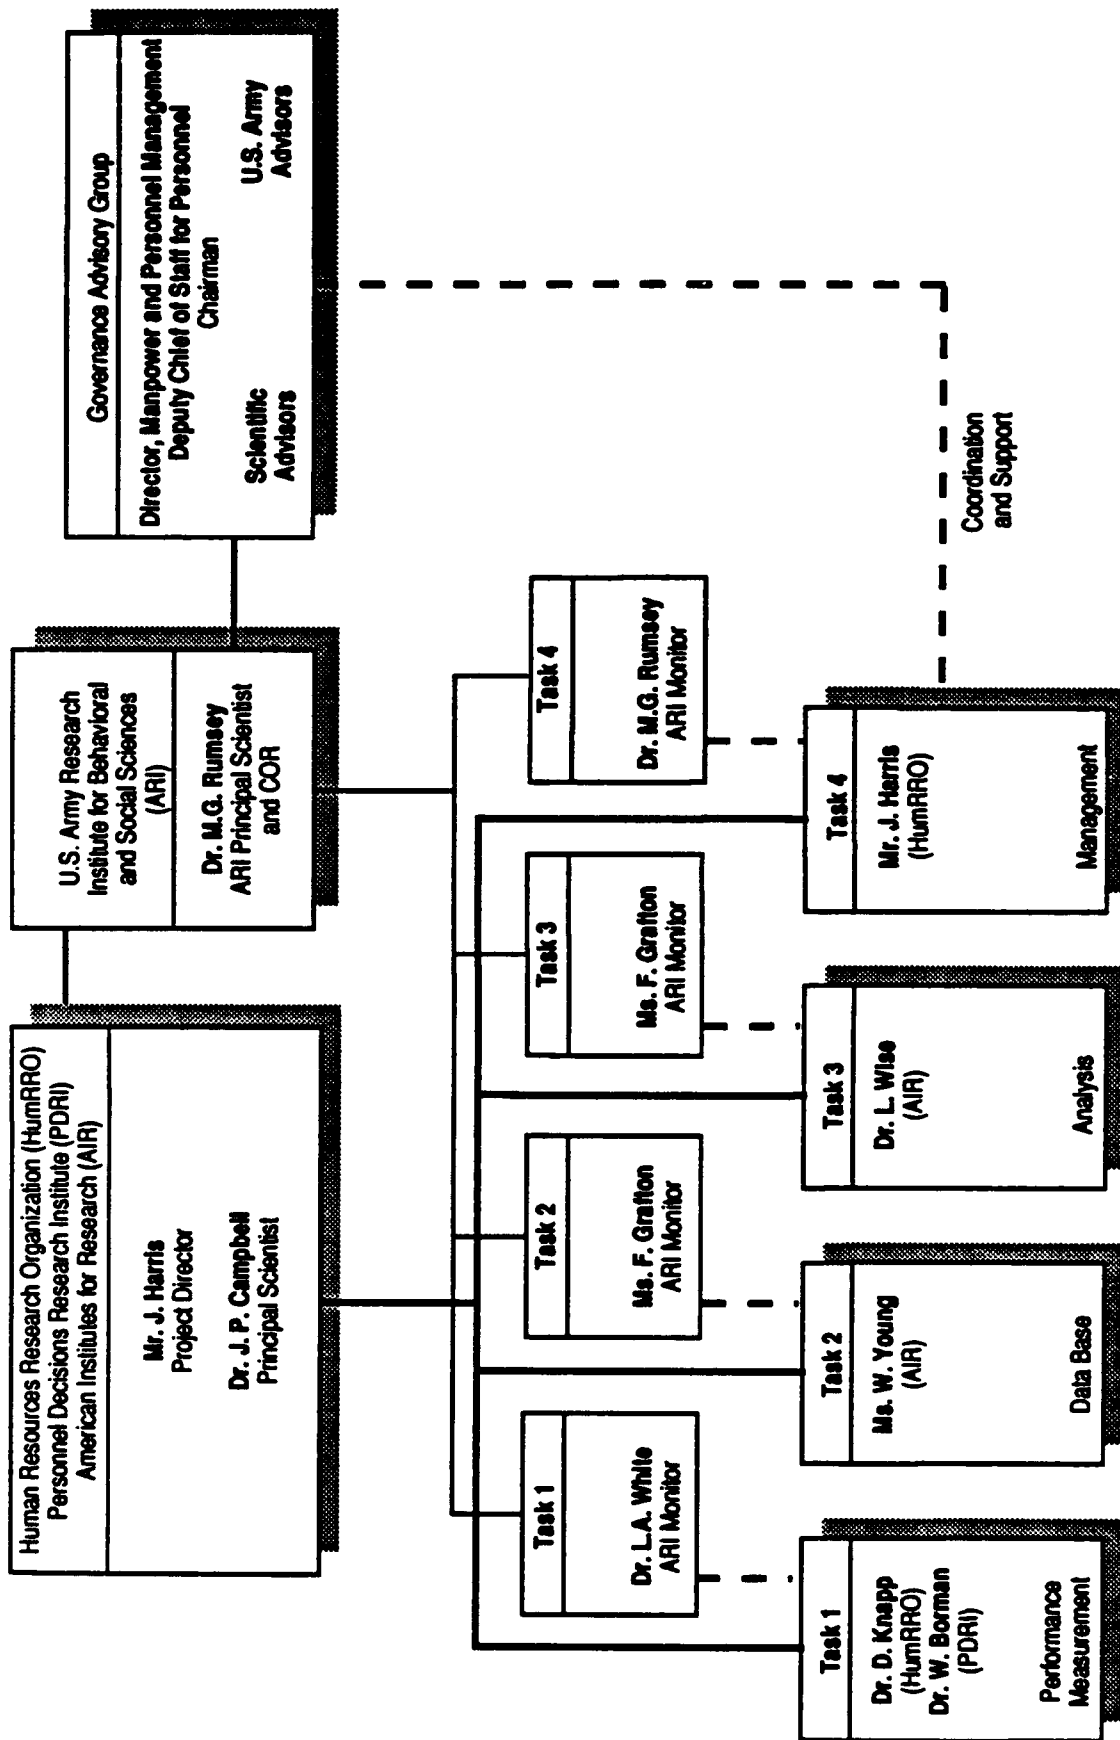 Human Resources Research Organization (HumRRO)
Personnel Decisions Research Institute (PDRI)
American Institutes for Research (AIR)
Mr. J. Harris
Project Director
Dr. J. P. Campbell
Principal Scientist
U.S. Army Research
Institute for Behavioral
and Social Sciences
(ARI)
Dr. M.G. Rumsey
ARI Principal Scientist
and COR
Governance Advisory Group
Director, Manpower and Personnel Management
Deputy Chief of Staff for Personnel
Chairman
Scientific
Advisors
U.S. Army
Advisors
Task 1
Dr. L.A. White
ARI Monitor
Task 2
Ms. F. Grafton
ARI Monitor
Task 3
Ms. F. Grafton
ARI Monitor
Task 4
Dr. M.G. Rumsey
ARI Monitor
Coordination
and Support
Task 1
Dr. D. Knapp
(HumRRO)
Dr. W. Borman
(PDRI)
Performance
Measurement
Task 2
Ms. W. Young
(AIR)
Data Base
Task 3
Dr. L. Wise
(AIR)
Analysis
Task 4
Mr. J. Harris
(HumRRO)
Management